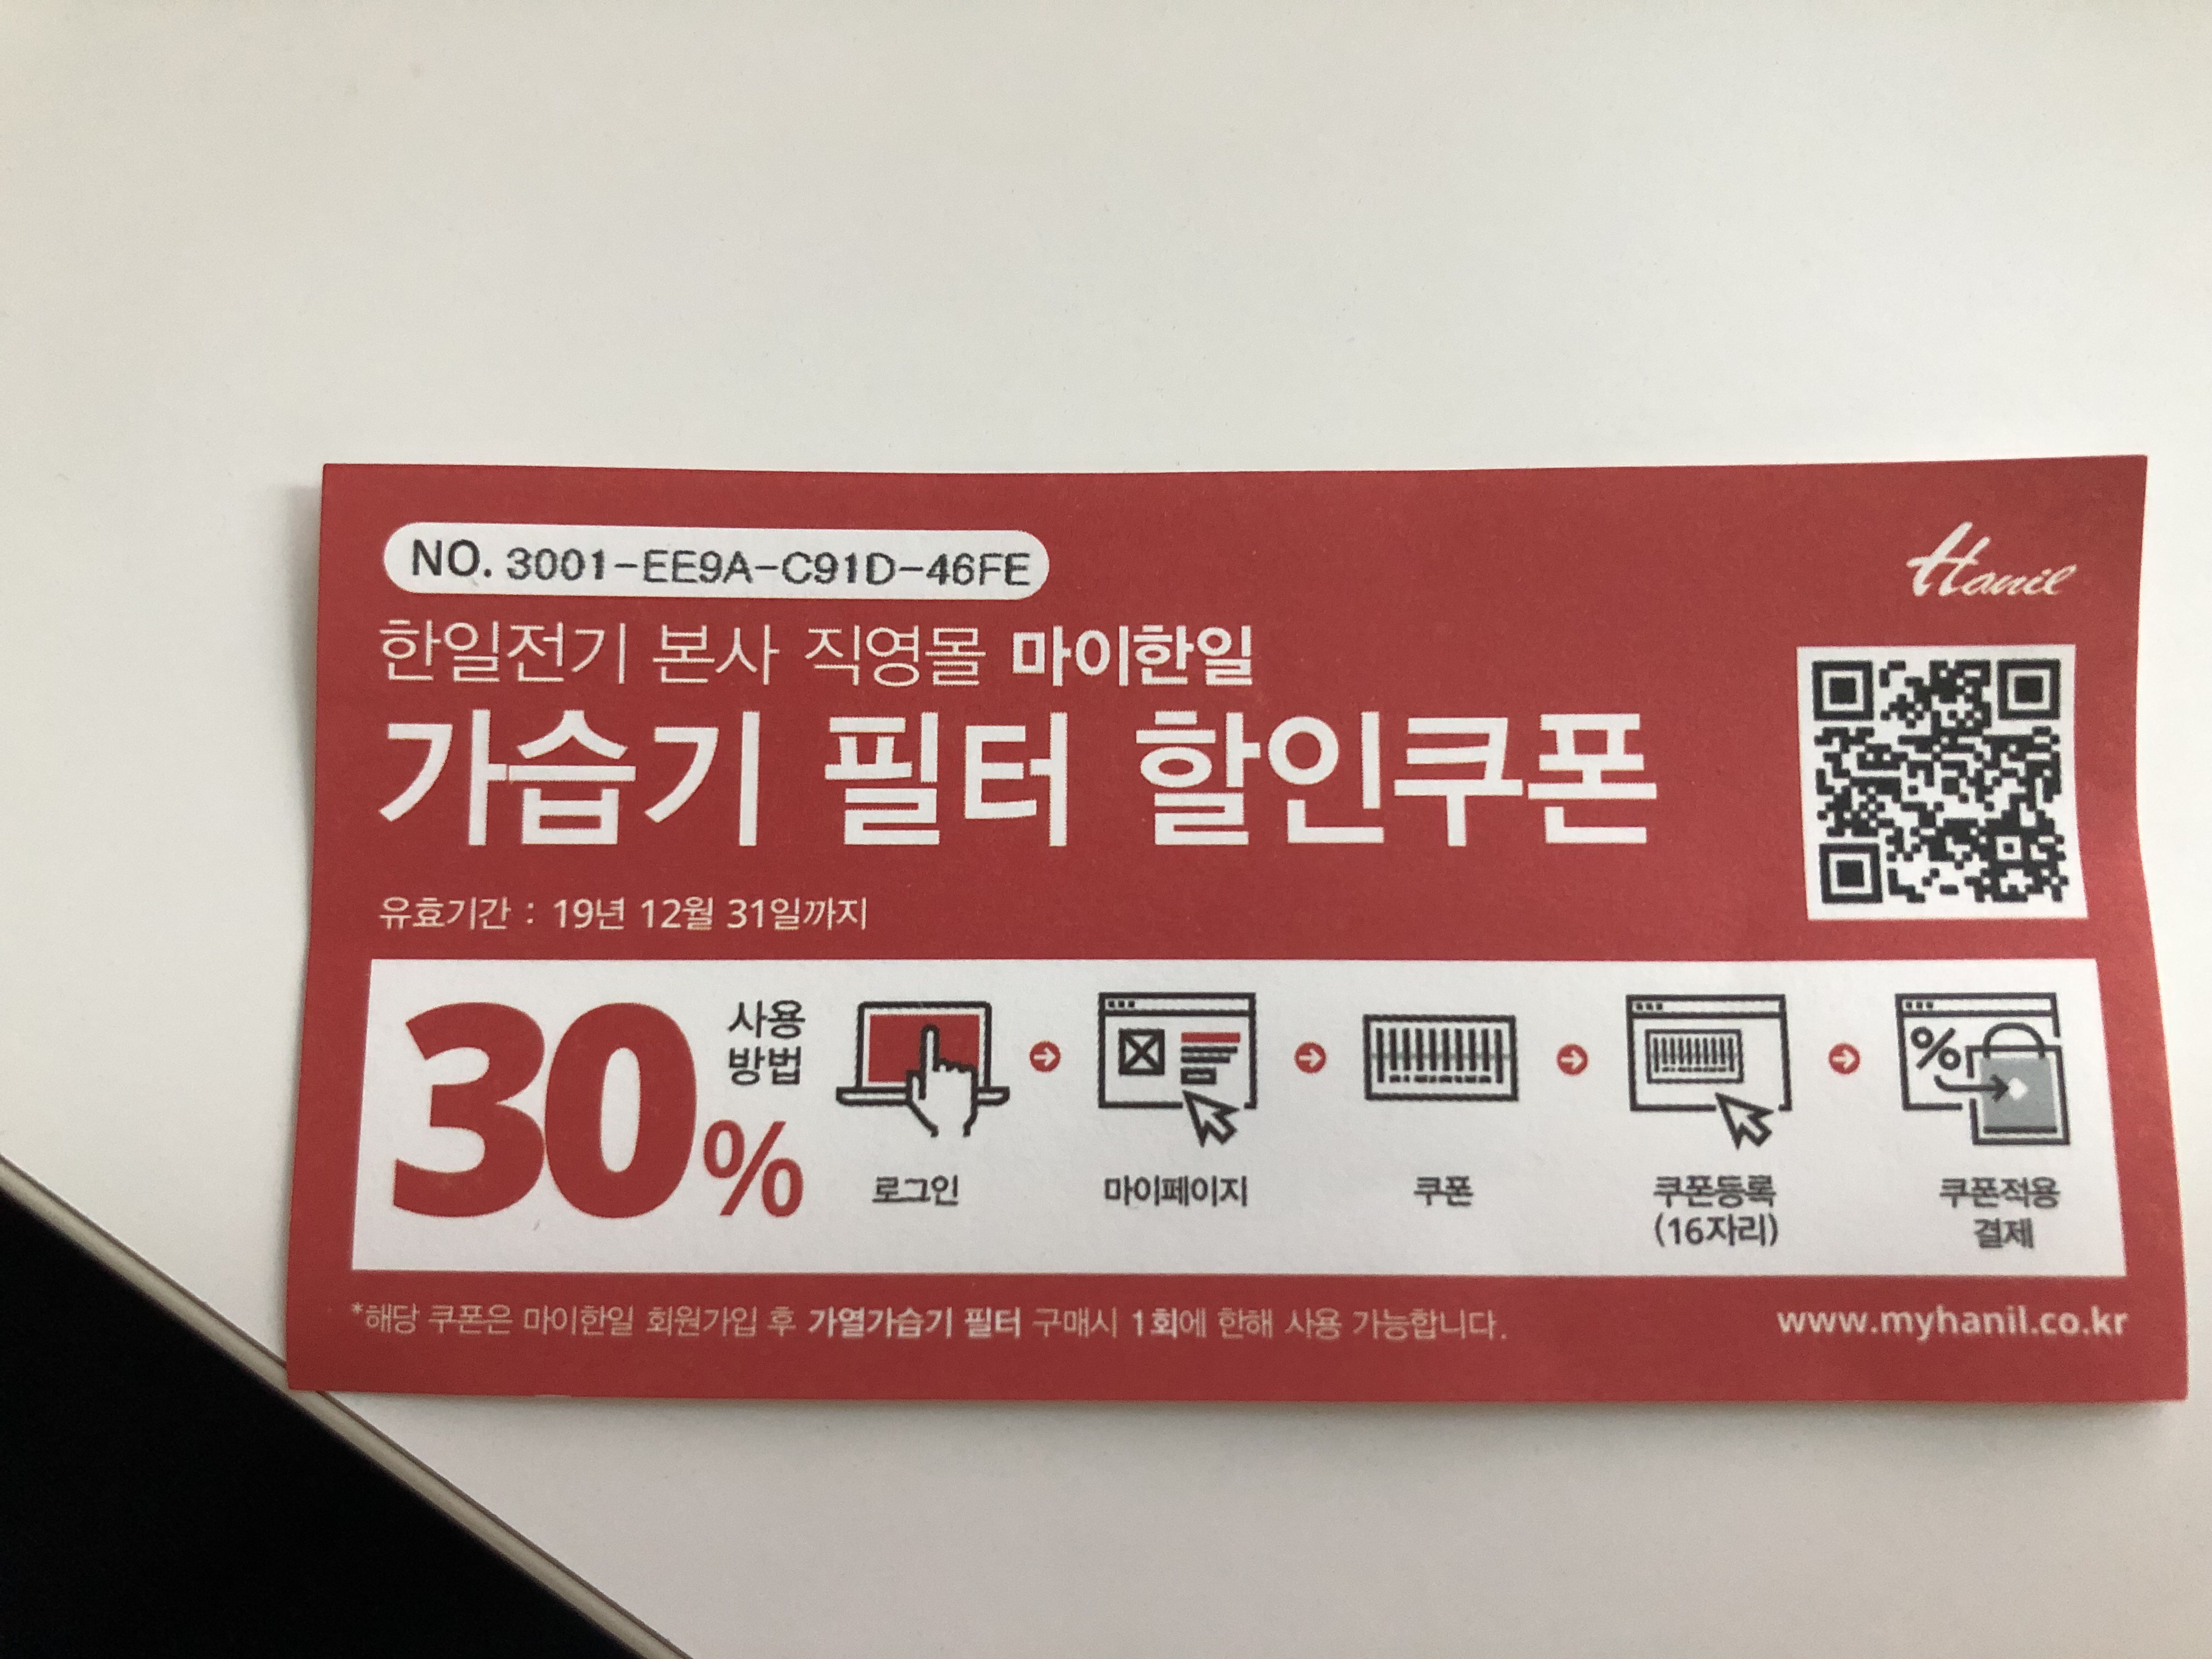 NO. 3001-EE9A-C91D-46FE
Hanil
한일전기 본사 직영몰 마이한일
가습기 필터 할인쿠폰
유효기간 : 19년 12월 31일까지
30%
사용
방법
로그인
마이페이지
쿠폰
쿠폰등록
(16자리)
쿠폰적용
결제
*해당 쿠폰은 마이한일 회원가입 후 가열가습기 필터 구매시 1회에 한해 사용 가능합니다.
www.myhanil.co.kr